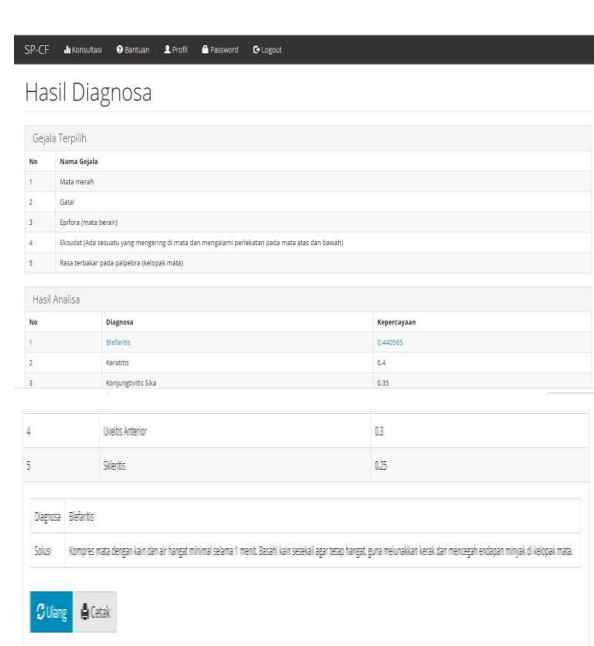 SP-CF Konsultasi Bantuan Profil Password Logout
Hasil Diagnosa
Gejala Terpilih
No Nama Gejala
1 Mata merah
2 Gatal
3 Epifora (mata berair)
4 Eksudat (Ada sesuatu yang mengering di mata dan mengalami perlekatan pada mata atas dan bawah)
5 Rasa terbakar pada palpebra (kelopak mata)
Hasil Analisa
No Diagnosa Kepercayaan
1 Blefaritis 0.440565
2 Keratitis 0.4
3 Konjungtivitis Sika 0.35
4 Uveitis Anterior 0.3
5 Skleritis 0.25
Diagnosa Blefaritis
Solusi Kompres mata dengan kain dan air hangat minimal selama 1 menit. Basahi kain sesekali agar tetap hangat, guna melunakkan kerak dan mencegah endapan minyak di kelopak mata.
Ulang Cetak